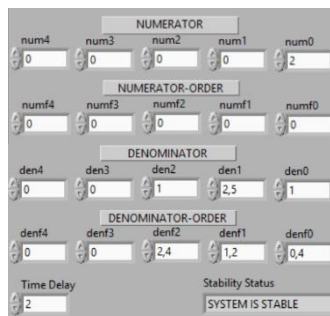 NUMERATOR
num4 num3 num2 num1 num0
0 0 0 0 2
NUMERATOR-ORDER
numf4 numf3 numf2 numf1 numf0
0 0 0 0 0
DENOMINATOR
den4 den3 den2 den1 den0
0 0 1 2,5 1
DENOMINATOR-ORDER
denf4 denf3 denf2 denf1 denf0
0 0 2,4 1,2 0,4
Time Delay Stability Status
2 SYSTEM IS STABLE